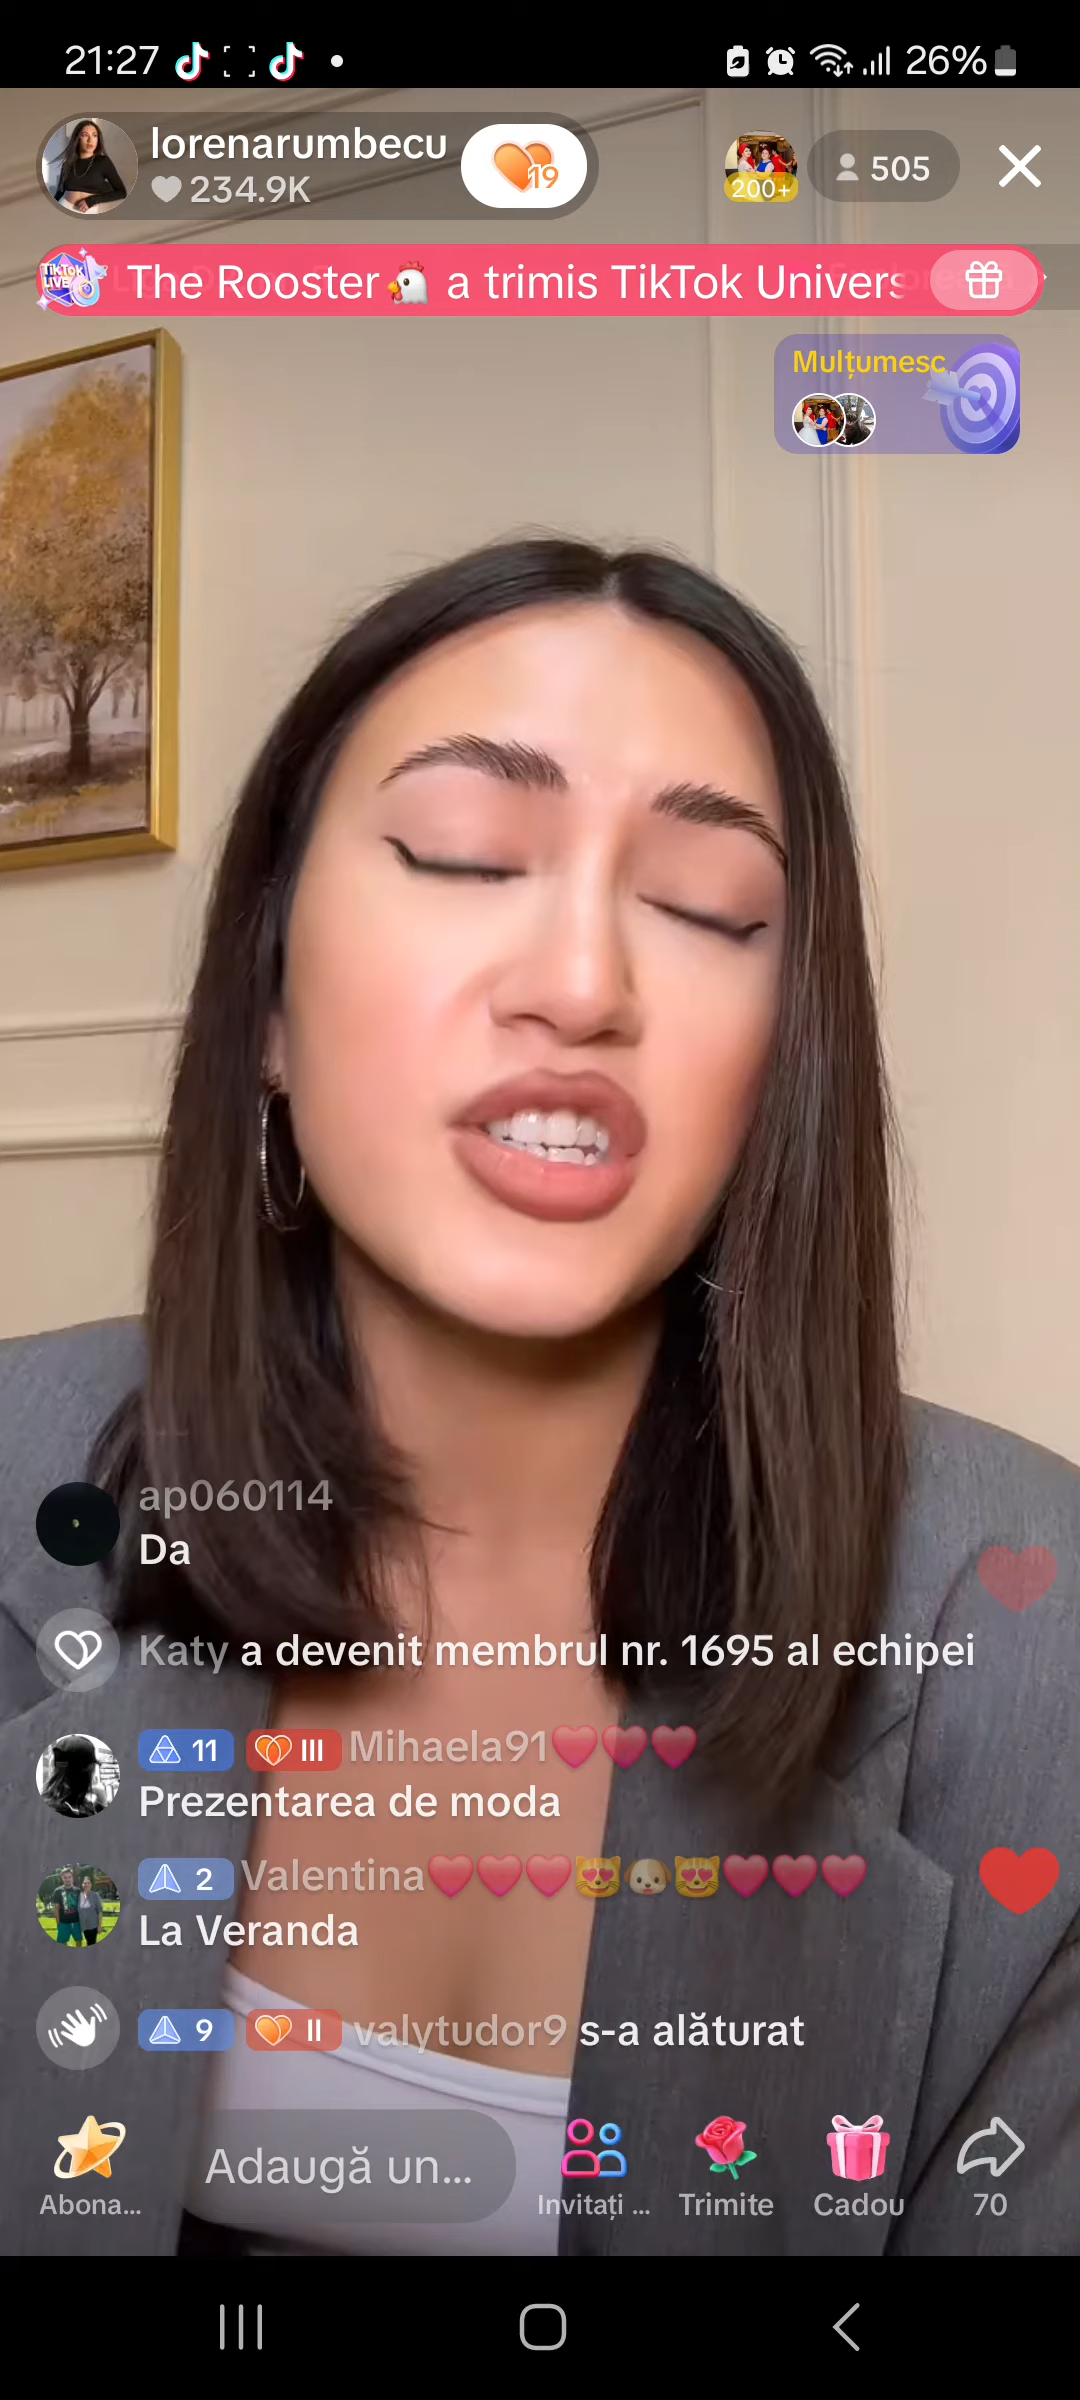 21:27
26%
lorenarumbecu
234.9K
19
200+
505
TikTok
LIVE
The Rooster🐔 a trimis TikTok Univers
Mulțumesc
ap060114
Da
Katy a devenit membrul nr. 1695 al echipei
11 III Mihaela91💗💗💗
Prezentarea de moda
2 Valentina💗💗💗😻🐶😻💗💗💗
La Veranda
9 II valytudor9 s-a alăturat
Adaugă un...
Abona...
Invitați ...
Trimite
Cadou
70